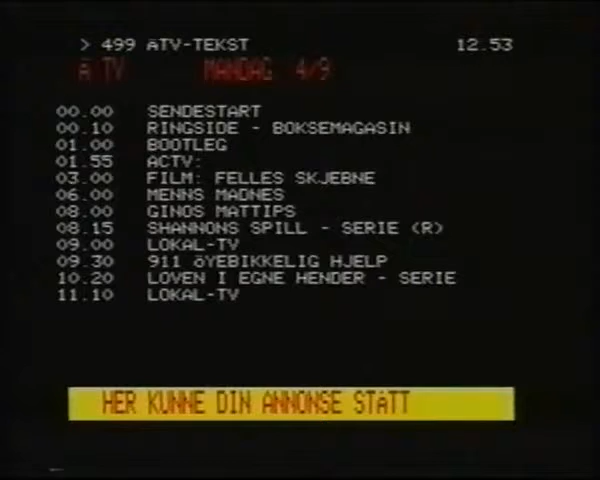 > 499 åTV-TEKST 12.53
å TV MANDAG 4/9
00.00 SENDESTART
00.10 RINGSIDE - BOKSEMAGASIN
01.00 BOOTLEG
01.55 ACTV:
03.00 FILM: FELLES SKJEBNE
06.00 MENNS MADNES
08.00 GINOS MATTIPS
08.15 SHANNONS SPILL - SERIE (R)
09.00 LOKAL-TV
09.30 911 öYEBIKKELIG HJELP
10.20 LOVEN I EGNE HENDER - SERIE
11.10 LOKAL-TV
HER KUNNE DIN ANNONSE STåTT